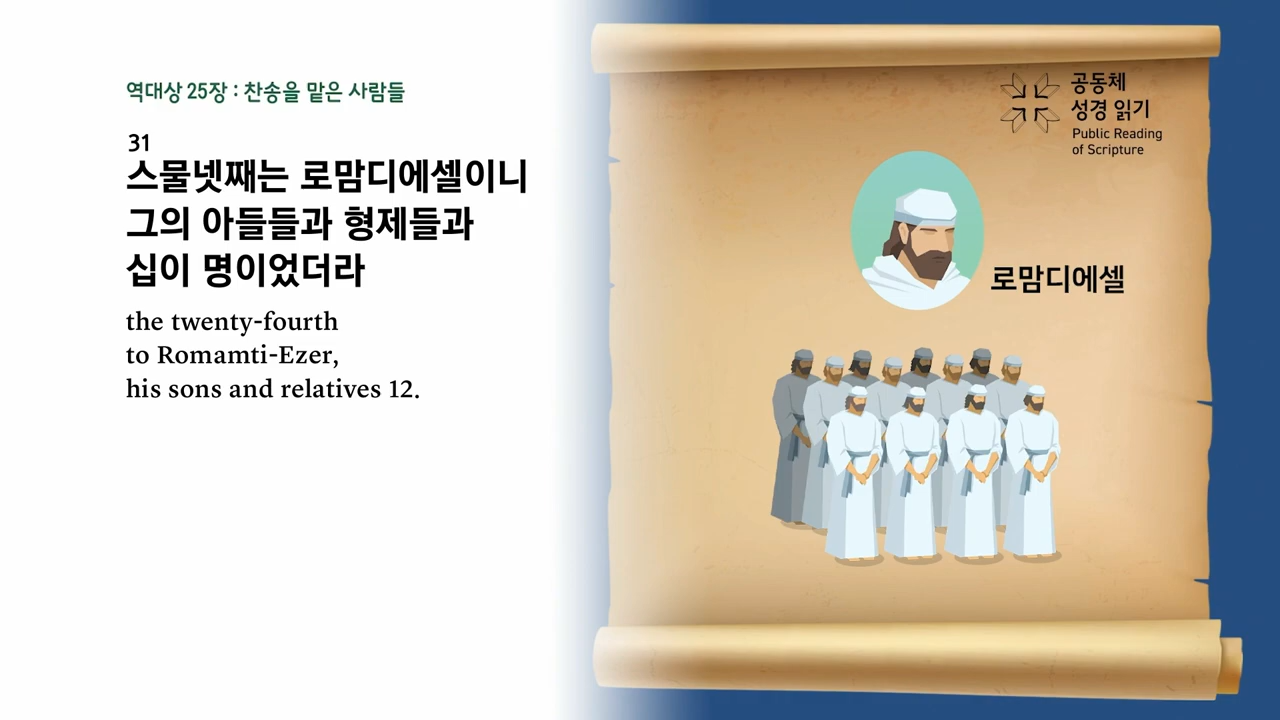 역대상 25장 : 찬송을 맡은 사람들
31
스물넷째는 로맘디에셀이니
그의 아들들과 형제들과
십이 명이었더라
the twenty-fourth
to Romamti-Ezer,
his sons and relatives 12.
공동체
성경 읽기
Public Reading
of Scripture
로맘디에셀